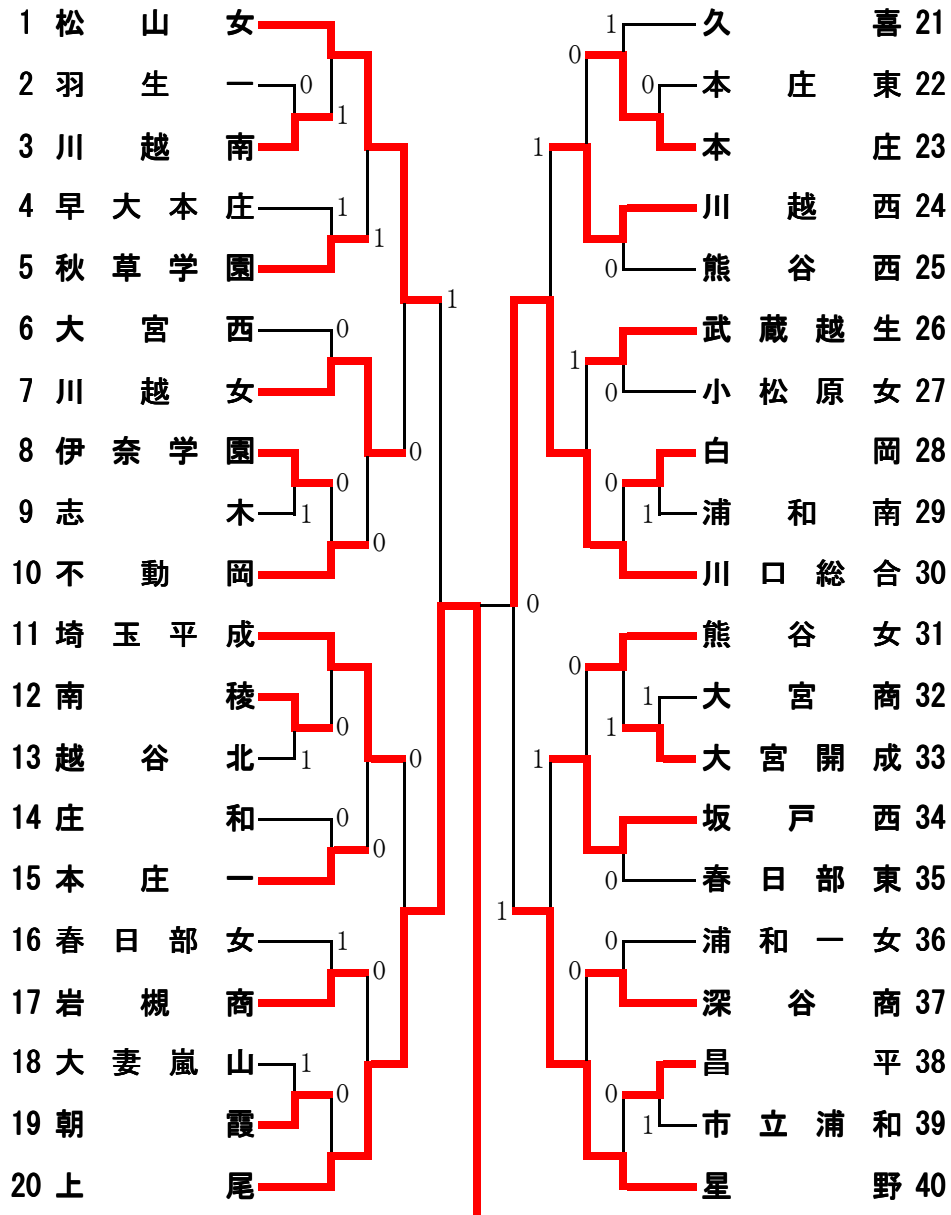 1 松山女
2 羽生一
0
1
3 川越南
4 早大本庄
1
1
5 秋草学園
1
6 大宮西
0
7 川越女
8 伊奈学園
0
0
9 志木
1
0
10 不動岡
11 埼玉平成
12 南稜
0
13 越谷北
1
0
14 庄和
0
0
15 本庄一
16 春日部女
1
0
17 岩槻商
18 大妻嵐山
1
0
19 朝霞
20 上尾
0
1 久喜 21
0
0 本庄東 22
1 本庄 23
川越西 24
0 熊谷西 25
武蔵越生 26
1
0 小松原女 27
白岡 28
0
1 浦和南 29
川口総合 30
熊谷女 31
0
1 大宮商 32
1
1 大宮開成 33
坂戸西 34
0 春日部東 35
1
0 浦和一女 36
0
深谷商 37
昌平 38
0
1 市立浦和 39
星野 40